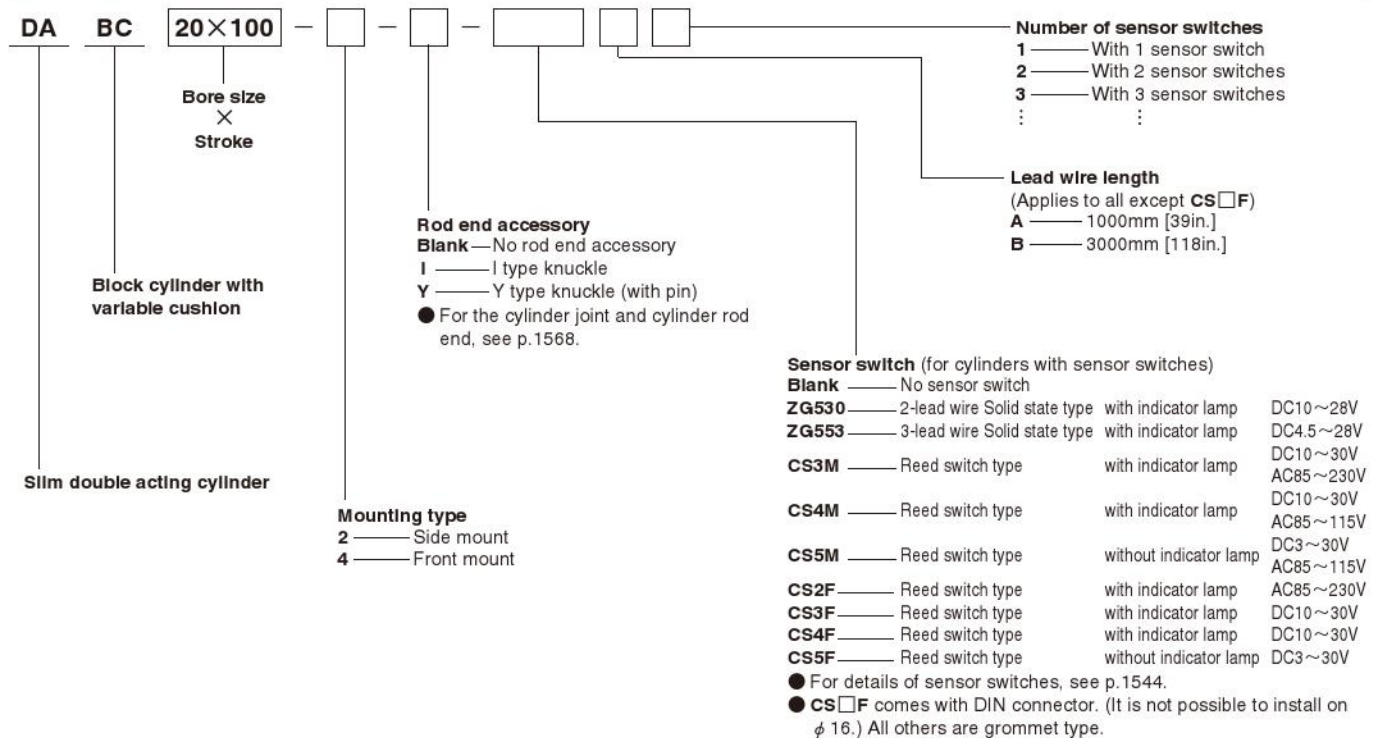 DA BC 20×100 – □ – □ – □ □ □
Bore size
×
Stroke
Number of sensor switches
1 With 1 sensor switch
2 With 2 sensor switches
3 With 3 sensor switches
⋮ ⋮
Lead wire length
(Applies to all except CS□F)
A 1000mm [39in.]
B 3000mm [118in.]
Rod end accessory
Blank No rod end accessory
I I type knuckle
Y Y type knuckle (with pin)
● For the cylinder joint and cylinder rod
end, see p.1568.
Block cylinder with
variable cushion
Slim double acting cylinder
Mounting type
2 Side mount
4 Front mount
Sensor switch (for cylinders with sensor switches)
Blank No sensor switch
ZG530 2-lead wire Solid state type with indicator lamp DC10～28V
ZG553 3-lead wire Solid state type with indicator lamp DC4.5～28V
CS3M Reed switch type with indicator lamp DC10～30V
AC85～230V
CS4M Reed switch type with indicator lamp DC10～30V
AC85～115V
CS5M Reed switch type without indicator lamp DC3～30V
AC85～115V
CS2F Reed switch type with indicator lamp AC85～230V
CS3F Reed switch type with indicator lamp DC10～30V
CS4F Reed switch type with indicator lamp DC10～30V
CS5F Reed switch type without indicator lamp DC3～30V
● For details of sensor switches, see p.1544.
● CS□F comes with DIN connector. (It is not possible to install on
φ 16.) All others are grommet type.